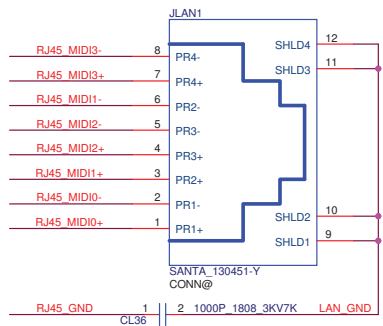 JLAN1
RJ45_MIDI3- 8 PR4- SHLD4 12
RJ45_MIDI3+ 7 PR4+ SHLD3 11
RJ45_MIDI1- 6 PR2-
RJ45_MIDI2- 5 PR3-
RJ45_MIDI2+ 4 PR3+
RJ45_MIDI1+ 3 PR2+
RJ45_MIDI0- 2 PR1- SHLD2 10
RJ45_MIDI0+ 1 PR1+ SHLD1 9
SANTA_130451-Y
CONN@
RJ45_GND 1 2 1000P_1808_3KV7K LAN_GND
CL36